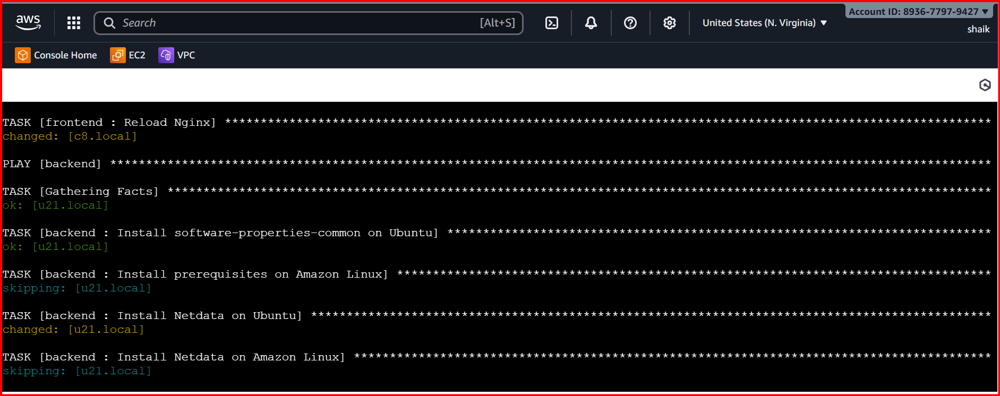 aws
Search [Alt+S]
United States (N. Virginia) ▼
Account ID: 8936-7797-9427 ▼
shaik
Console Home EC2 VPC
TASK [frontend : Reload Nginx] ***********************************************************************************************************
changed: [c8.local]
PLAY [backend] ***************************************************************************************************************************
TASK [Gathering Facts] *******************************************************************************************************************
ok: [u21.local]
TASK [backend : Install software-properties-common on Ubuntu] ****************************************************************************
ok: [u21.local]
TASK [backend : Install prerequisites on Amazon Linux] ***********************************************************************************
skipping: [u21.local]
TASK [backend : Install Netdata on Ubuntu] ***********************************************************************************************
changed: [u21.local]
TASK [backend : Install Netdata on Amazon Linux] *****************************************************************************************
skipping: [u21.local]